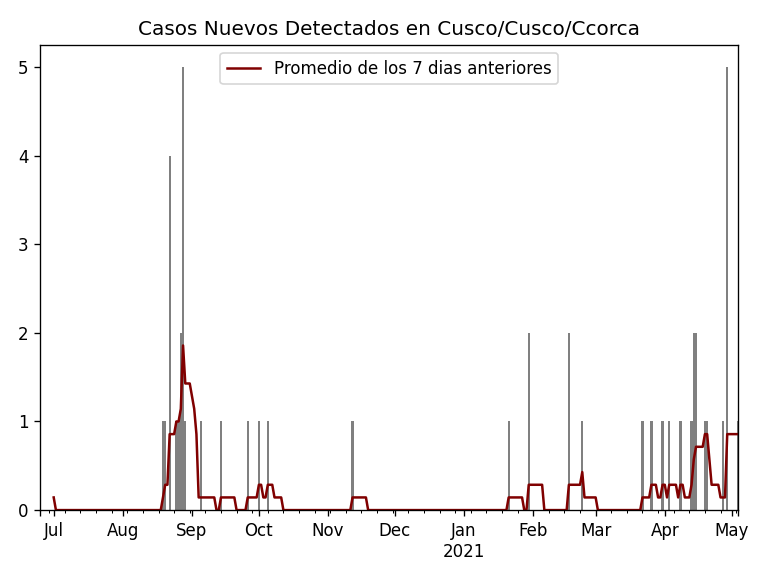 Casos Nuevos Detectados en Cusco/Cusco/Ccorca
Promedio de los 7 dias anteriores
5
4
3
2
1
0
Jul Aug Sep Oct Nov Dec Jan Feb Mar Apr May
2021